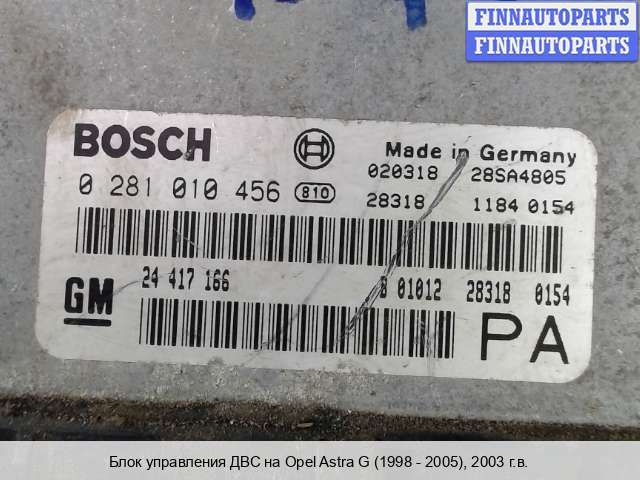 FINNAUTOPARTS
FINNAUTOPARTS
BOSCH
Made in Germany
020318 28SA4805
0 281 010 456 810
28318 1184 0154
24 417 166
B 01012 28318 0154
GM
PA
Блок управления ДВС на Opel Astra G (1998 - 2005), 2003 г.в.